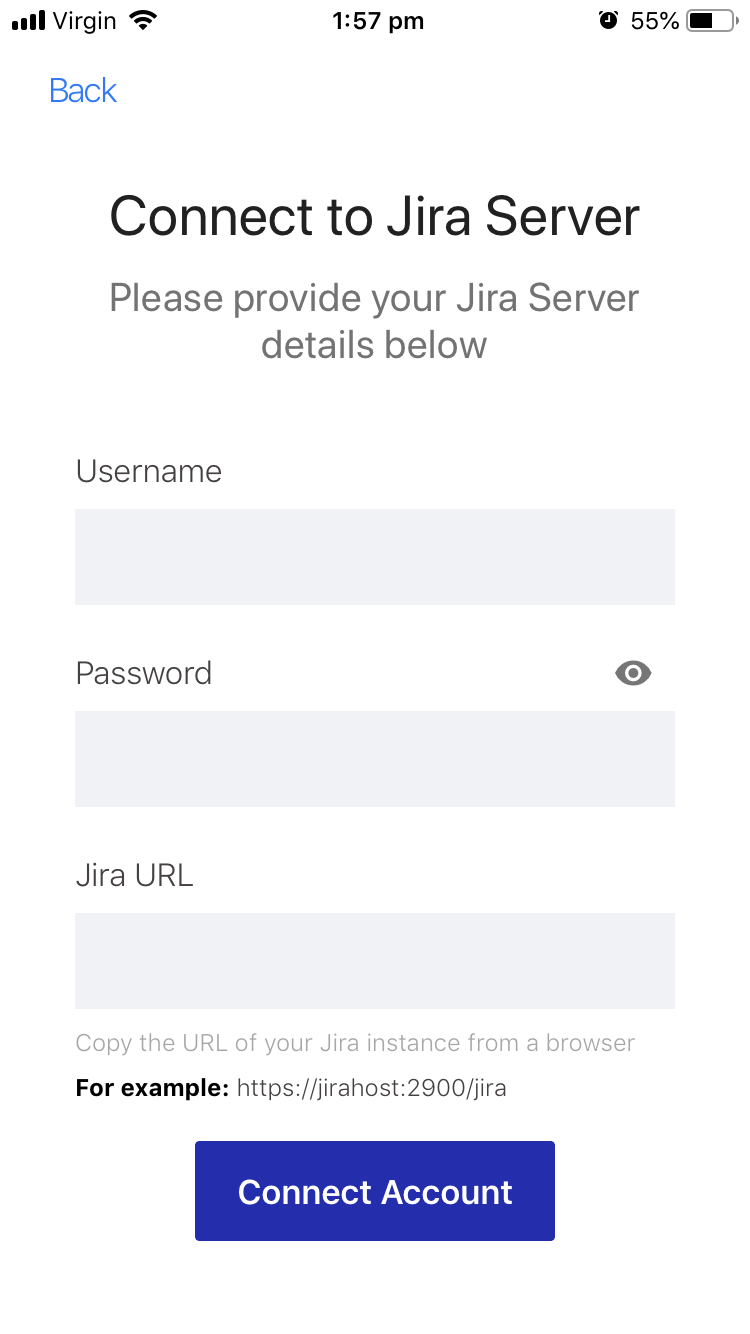 Virgin 1:57 pm 55%
Back
Connect to Jira Server
Please provide your Jira Server
details below
Username
Password
Jira URL
Copy the URL of your Jira instance from a browser
For example: https://jirahost:2900/jira
Connect Account